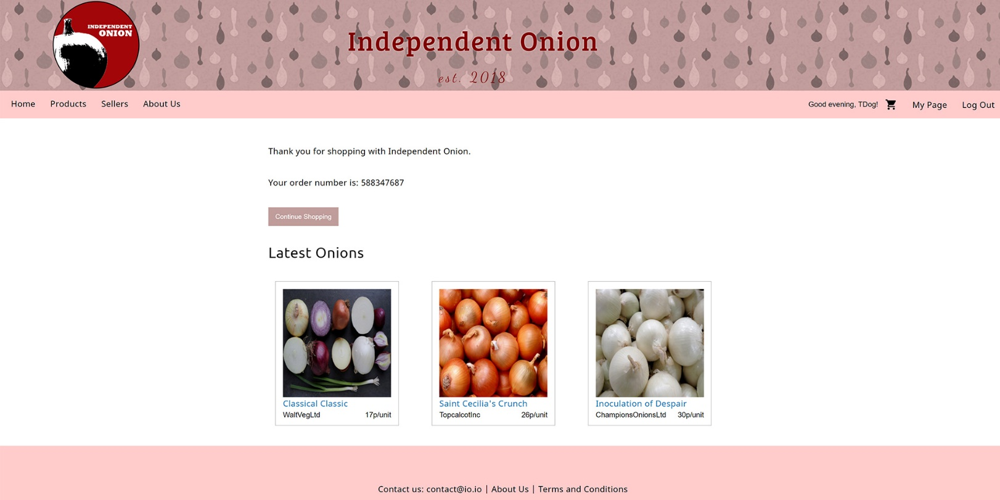 INDEPENDENT
ONION
Independent Onion
est. 2018
Home Products Sellers About Us Good evening, TDog! My Page Log Out
Thank you for shopping with Independent Onion.
Your order number is: 588347687
Continue Shopping
Latest Onions
Classical Classic
WaltVegLtd 17p/unit
Saint Cecilia's Crunch
TopcalcotInc 26p/unit
Inoculation of Despair
ChampionsOnionsLtd 30p/unit
Contact us: contact@io.io | About Us | Terms and Conditions